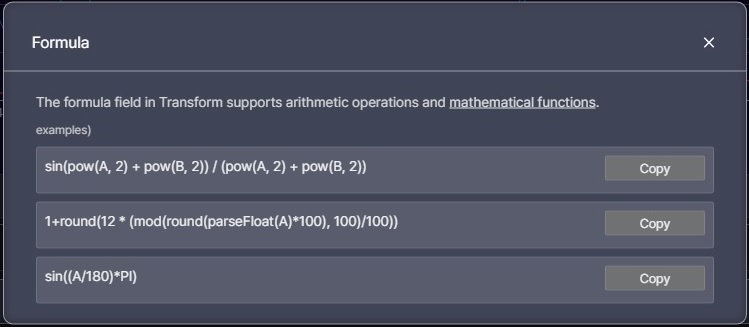 Formula
The formula field in Transform supports arithmetic operations and mathematical functions.
examples)
sin(pow(A, 2) + pow(B, 2)) / (pow(A, 2) + pow(B, 2))
Copy
1+round(12 * (mod(round(parseFloat(A)*100), 100)/100))
Copy
sin((A/180)*PI)
Copy